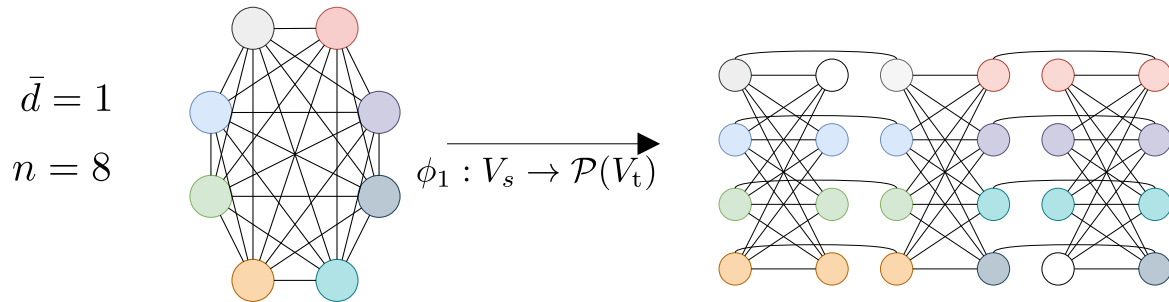 d̄ = 1
n = 8
ϕ₁ : Vₛ → 𝒫(Vₜ)